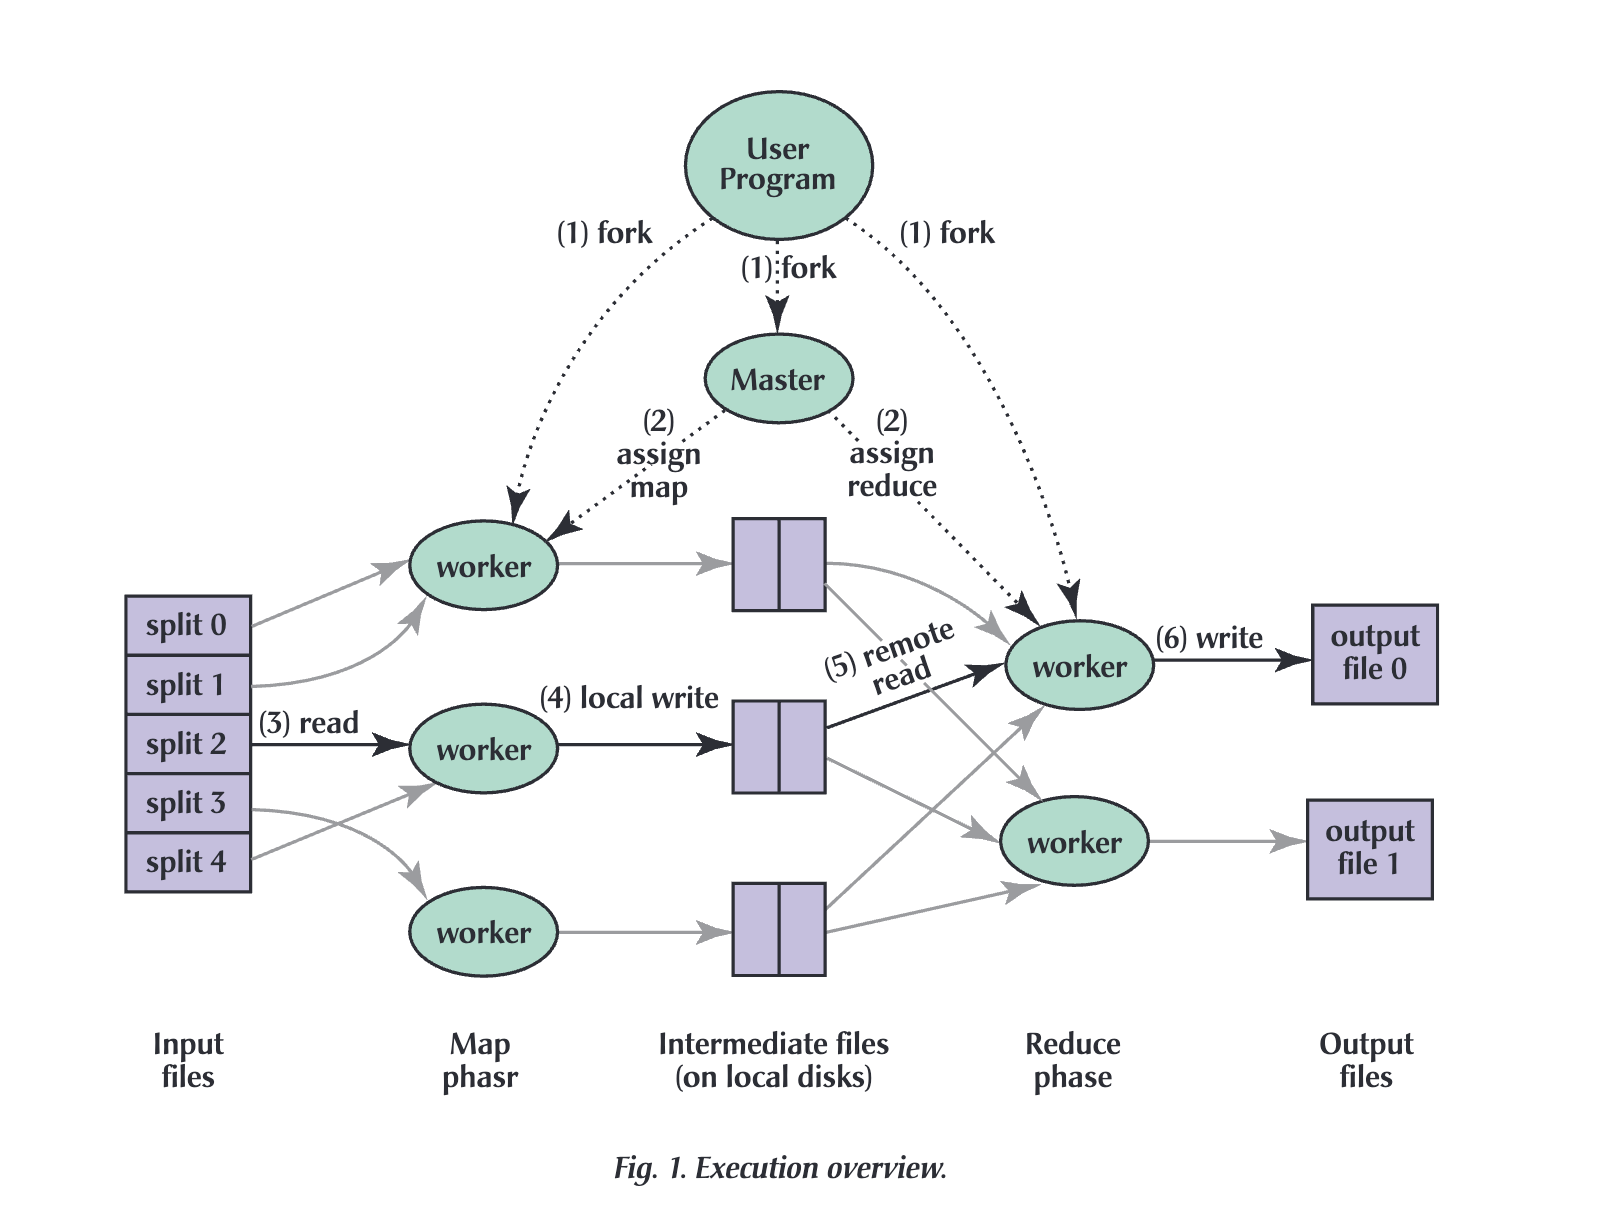 User
Program
(1) fork
(1) fork
(1) fork
Master
(2)
assign
map
(2)
assign
reduce
worker
split 0
split 1
split 2
split 3
split 4
(3) read
worker
(4) local write
(5) remote
read
worker
(6) write
output
file 0
worker
output
file 1
worker
Input
files
Map
phasr
Intermediate files
(on local disks)
Reduce
phase
Output
files
Fig. 1. Execution overview.